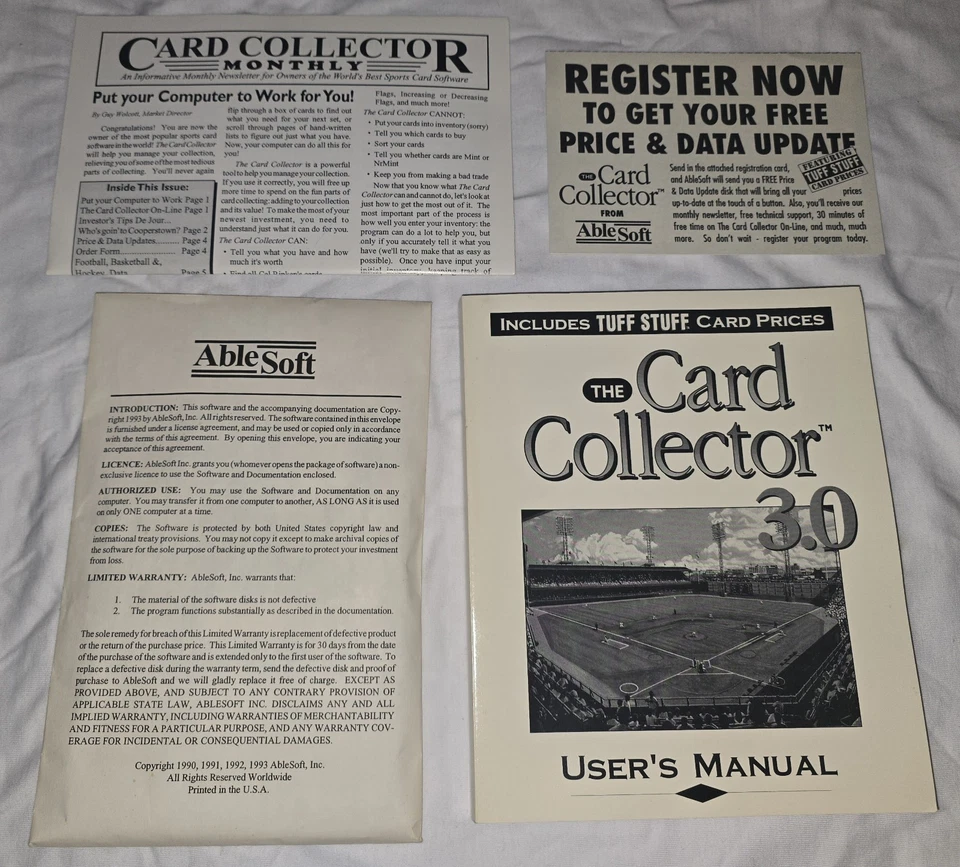 CARD COLLECTOR
MONTHLY
An Informative Monthly Newsletter for Owners of the World's Best Sports Card Software
Put your Computer to Work for You!
By Guy Wolcott, Market Director
Congratulations! You are now
owner of the most popular sports card
software in the world! The Card Collector
will help you manage your collection,
relieving you of some of the most tedious
parts of collecting. You'll never again
Inside This Issue:
Put your Computer to Work Page 1
The Card Collector On-Line Page 1
Investor's Tips De Jour...
Who's goin' to Cooperstown? Page 2
Price & Data Updates.......... Page 4
Order Form................... Page 4
Football, Basketball &,
Hockey Data Page 5
flip through a box of cards to find out
what you need for your next set, or
scroll through pages of hand-written
lists to figure out just what you have.
Now, your computer can do all this for
you!
The Card Collector is a powerful
tool to help you manage your collection.
If you use it correctly, you will free up
more time to spend on the fun parts of
card collecting; adding to your collection
and its value! To make the most of your
newest investment, you need to
understand just what it can do for you.
The Card Collector CAN:
• Tell you what you have and how
much it's worth
• Find all Cal Ripken's cards
Flags, Increasing or Decreasing
Flags, and much more!
The Card Collector CANNOT:
• Put your cards into inventory (sorry)
• Tell you which cards to buy
• Sort your cards
• Tell you whether cards are Mint or
NrMint
• Keep you from making a bad trade
Now that you know what The Card
Collector can and cannot do, let's look at
just how to get the most out of it. The
most important part of the process is
how well you enter your inventory: the
program can do a lot to help you, but
only if you accurately tell it what you
have (we'll try to make that as easy as
possible). Once you have input your
initial inventory, keeping track of
REGISTER NOW
TO GET YOUR FREE
PRICE & DATA UPDATE
FEATURING
TUFF STUFF
CARD PRICES
THE Card
Collector™
FROM
AbleSoft
Send in the attached registration card,
and AbleSoft will send you a FREE Price
& Data Update disk that will bring all your prices
up-to-date at the touch of a button. Also, you'll receive our
monthly newsletter, free technical support, 30 minutes of
free time on The Card Collector On-Line, and much, much
more. So don't wait - register your program today.
AbleSoft
INTRODUCTION: This software and the accompanying documentation are Copy-
right 1993 by AbleSoft, Inc. All rights reserved. The software contained in this envelope
is furnished under a license agreement, and may be used or copied only in accordance
with the terms of this agreement. By opening this envelope, you are indicating your
acceptance of this agreement.
LICENCE: AbleSoft Inc. grants you (whomever opens the package of software) a non-
exclusive licence to use the Software and Documentation enclosed.
AUTHORIZED USE: You may use the Software and Documentation on any
computer. You may transfer it from one computer to another, AS LONG AS it is used
on only ONE computer at a time.
COPIES: The Software is protected by both United States copyright law and
international treaty provisions. You may not copy it except to make archival copies of
the software for the sole purpose of backing up the Software to protect your investment
from loss.
LIMITED WARRANTY: AbleSoft, Inc. warrants that:
1. The material of the software disks is not defective
2. The program functions substantially as described in the documentation.
The sole remedy for breach of this Limited Warranty is replacement of defective product
or the return of the purchase price. This Limited Warranty is for 30 days from the date
of the purchase of the software and is extended only to the first user of the software. To
replace a defective disk during the warranty term, send the defective disk and proof of
purchase to AbleSoft and we will gladly replace it free of charge. EXCEPT AS
PROVIDED ABOVE, AND SUBJECT TO ANY CONTRARY PROVISION OF
APPLICABLE STATE LAW, ABLESOFT INC. DISCLAIMS ANY AND ALL
IMPLIED WARRANTY, INCLUDING WARRANTIES OF MERCHANTABILITY
AND FITNESS FOR A PARTICULAR PURPOSE, AND ANY WARRANTY COV-
ERAGE FOR INCIDENTAL OR CONSEQUENTIAL DAMAGES.
Copyright 1990, 1991, 1992, 1993 AbleSoft, Inc.
All Rights Reserved Worldwide
Printed in the U.S.A.
INCLUDES TUFF STUFF CARD PRICES
THE Card
Collector™
3.0
USER'S MANUAL